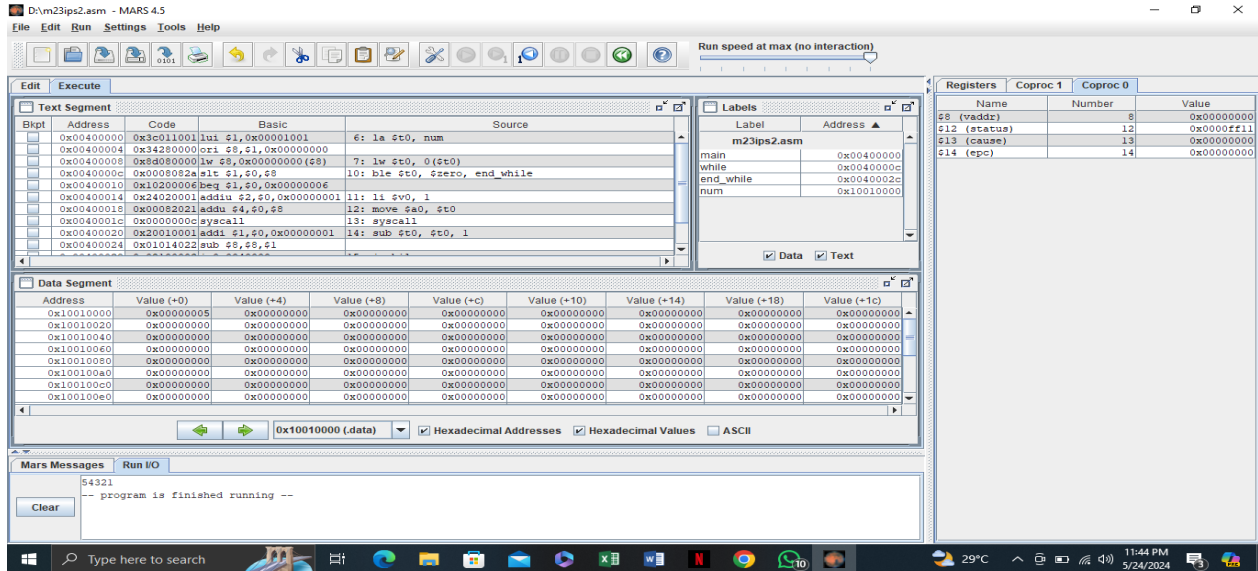 D:\m23ips2.asm - MARS 4.5
File Edit Run Settings Tools Help
Run speed at max (no interaction)
Edit Execute
Text Segment
Bkpt Address Code Basic Source
0x00400000 0x3c011001 lui $1,0x00001001 6: la $t0, num
0x00400004 0x34280000 ori $8,$1,0x00000000
0x00400008 0x8d080000 lw $8,0x00000000($8) 7: lw $t0, 0($t0)
0x0040000c 0x0008082a slt $1,$0,$8 10: ble $t0, $zero, end_while
0x00400010 0x10200006 beq $1,$0,0x00000006
0x00400014 0x24020001 addiu $2,$0,0x00000001 11: li $v0, 1
0x00400018 0x00082021 addu $4,$0,$8 12: move $a0, $t0
0x0040001c 0x0000000c syscall 13: syscall
0x00400020 0x20010001 addi $1,$0,0x00000001 14: sub $t0, $t0, 1
0x00400024 0x01014022 sub $8,$8,$1
Labels
Label Address ▲
m23ips2.asm
main 0x00400000
while 0x0040000c
end_while 0x0040002c
num 0x10010000
Data Text
Data Segment
Address Value (+0) Value (+4) Value (+8) Value (+c) Value (+10) Value (+14) Value (+18) Value (+1c)
0x10010000 0x00000005 0x00000000 0x00000000 0x00000000 0x00000000 0x00000000 0x00000000 0x00000000
0x10010020 0x00000000 0x00000000 0x00000000 0x00000000 0x00000000 0x00000000 0x00000000 0x00000000
0x10010040 0x00000000 0x00000000 0x00000000 0x00000000 0x00000000 0x00000000 0x00000000 0x00000000
0x10010060 0x00000000 0x00000000 0x00000000 0x00000000 0x00000000 0x00000000 0x00000000 0x00000000
0x10010080 0x00000000 0x00000000 0x00000000 0x00000000 0x00000000 0x00000000 0x00000000 0x00000000
0x100100a0 0x00000000 0x00000000 0x00000000 0x00000000 0x00000000 0x00000000 0x00000000 0x00000000
0x100100c0 0x00000000 0x00000000 0x00000000 0x00000000 0x00000000 0x00000000 0x00000000 0x00000000
0x100100e0 0x00000000 0x00000000 0x00000000 0x00000000 0x00000000 0x00000000 0x00000000 0x00000000
0x10010000 (.data) Hexadecimal Addresses Hexadecimal Values ASCII
Mars Messages Run I/O
54321
-- program is finished running --
Clear
Registers Coproc 1 Coproc 0
Name Number Value
$8 (vaddr) 8 0x00000000
$12 (status) 12 0x0000ff11
$13 (cause) 13 0x00000000
$14 (epc) 14 0x00000000
Type here to search
29°C
11:44 PM
5/24/2024
10
3